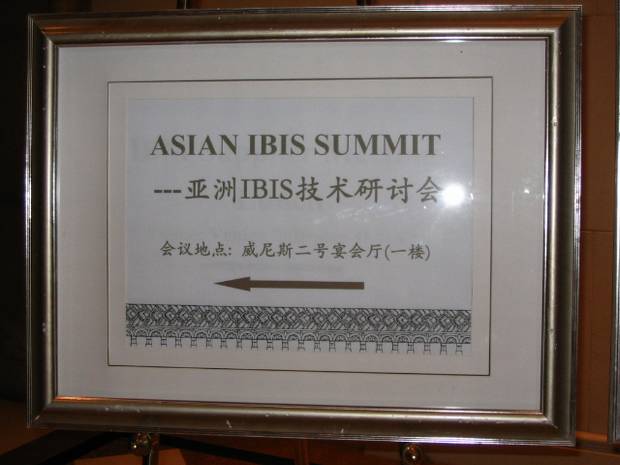 ASIAN IBIS SUMMIT
---亚洲IBIS技术研讨会
会议地点: 威尼斯二号宴会厅(一楼)